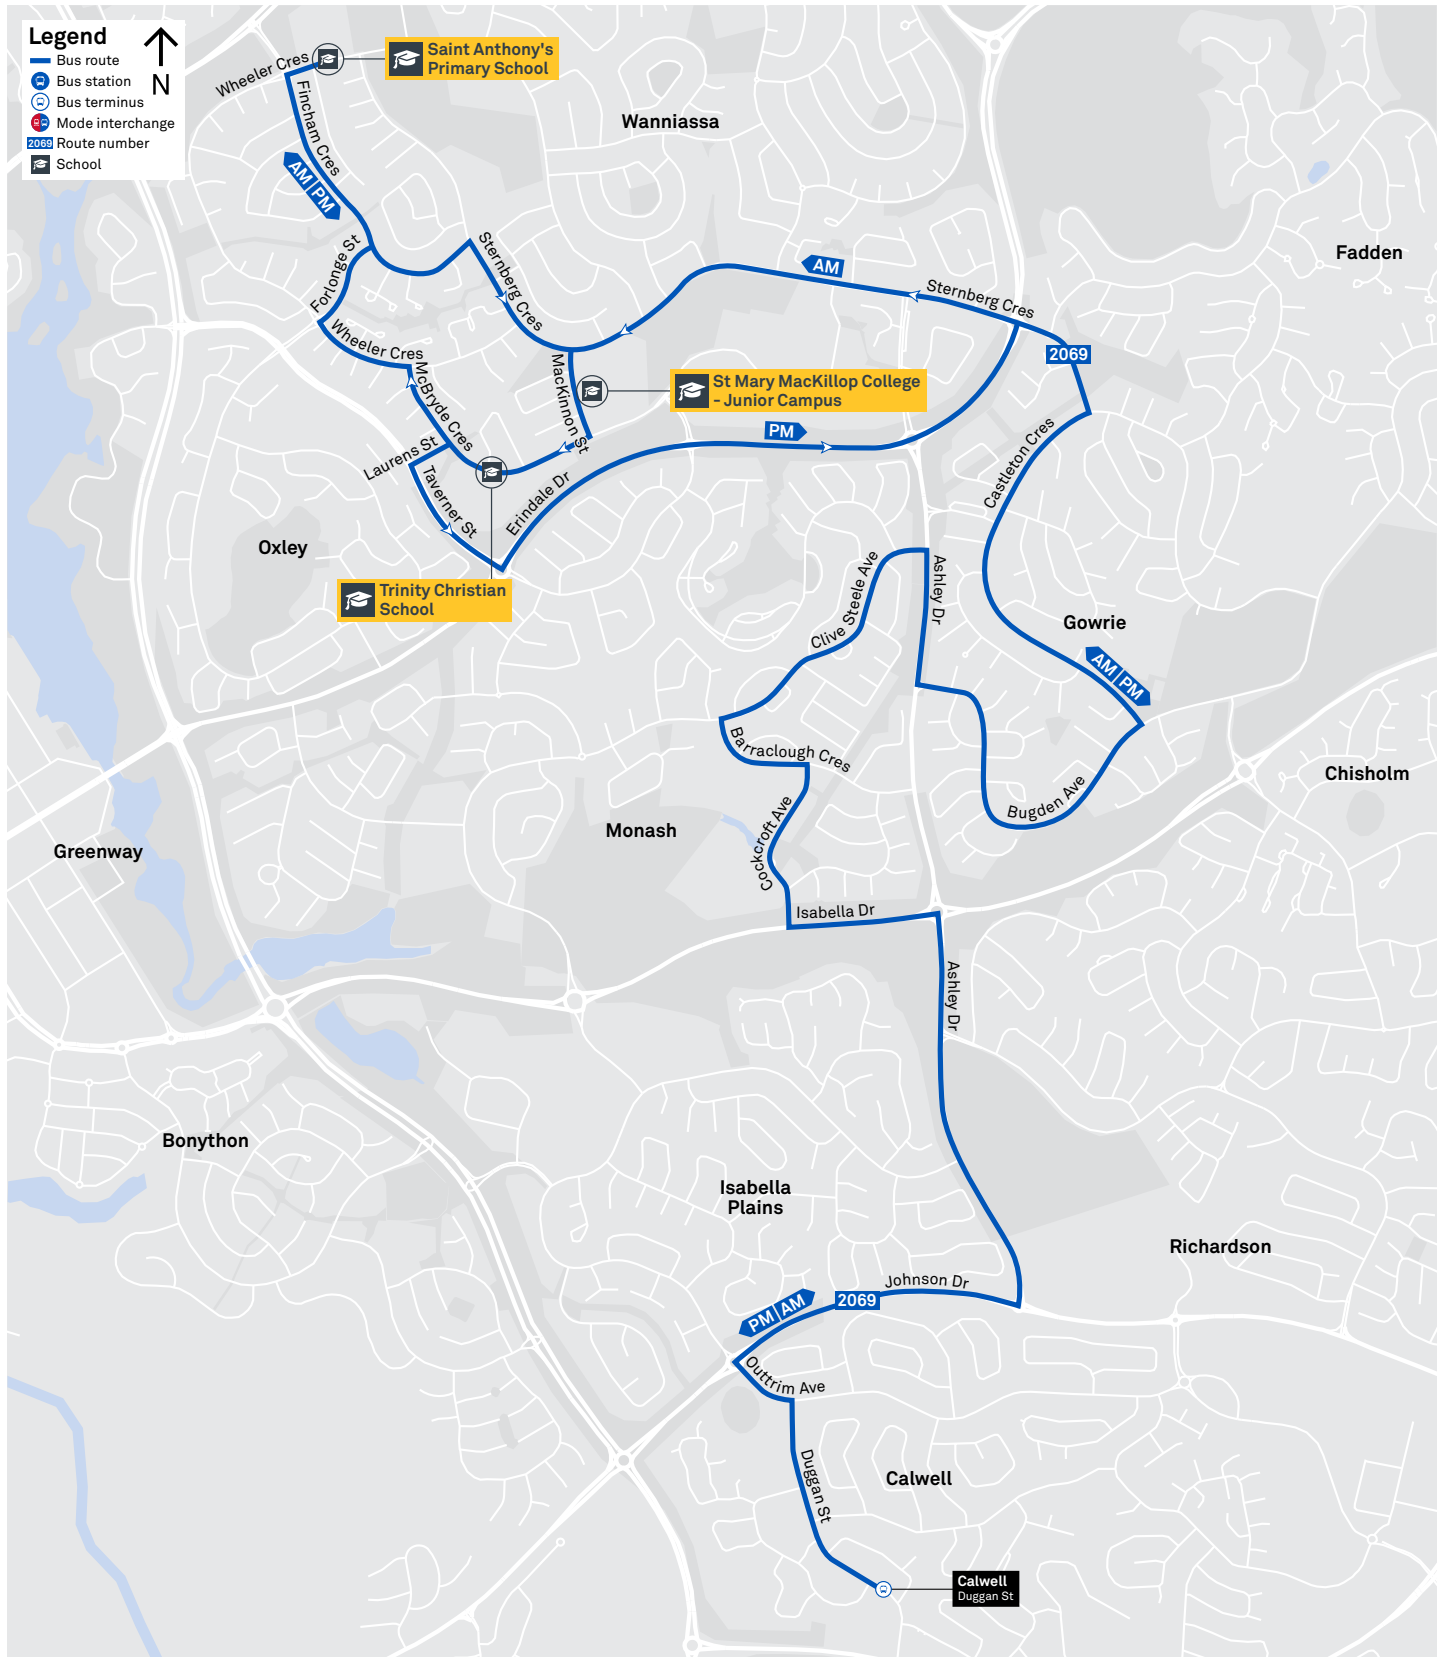 Legend
N
Bus route
Bus station
Bus terminus
Mode interchange
2069 Route number
School
Wheeler Cres
Saint Anthony's
Primary School
Fincham Cres
AM|PM
Wanniassa
Fadden
Forlonge St
Sternberg Cres
AM
Sternberg Cres
2069
Wheeler Cres
McBryde Cres
MacKinnon St
St Mary MacKillop College
- Junior Campus
PM
Laurens St
Taverner St
Erindale Dr
Castleton Cres
Oxley
Trinity Christian
School
Clive Steele Ave
Ashley Dr
Gowrie
AM|PM
Barraclough Cres
Chisholm
Bugden Ave
Cockcroft Ave
Monash
Greenway
Isabella Dr
Ashley Dr
Bonython
Isabella
Plains
Richardson
Johnson Dr
2069
PM|AM
Outtrim Ave
Duggan St
Calwell
Calwell
Duggan St